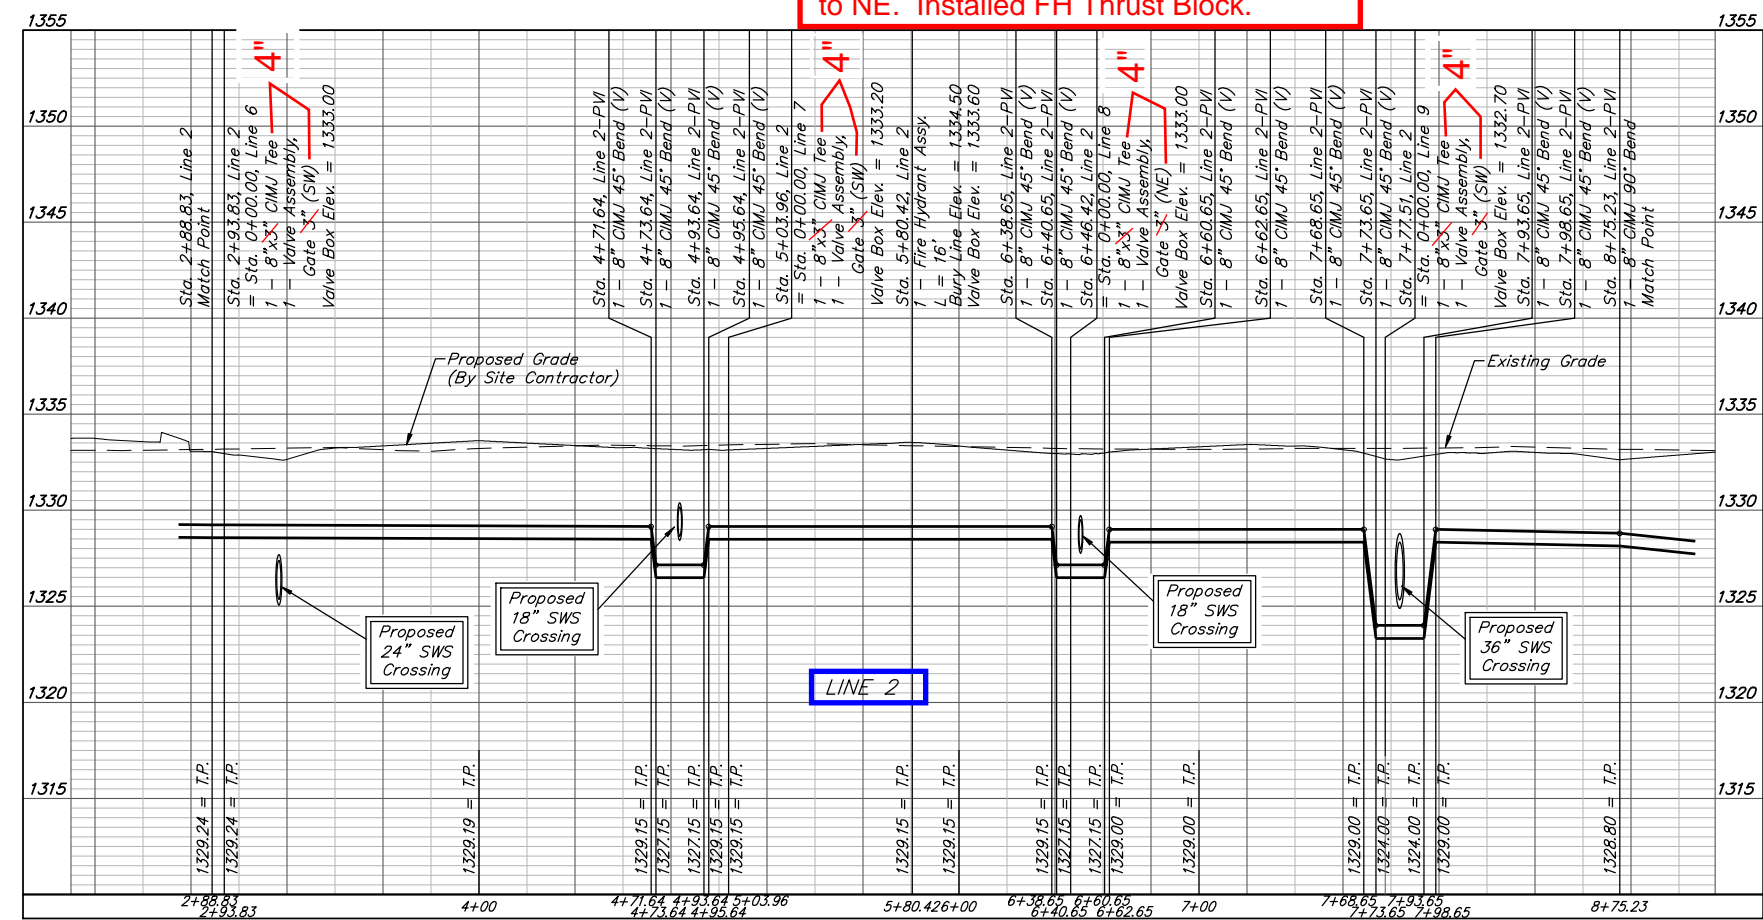 to NE. Installed FH Thrust Block.
1355
1355
1350
1350
1345
1345
1340
1340
1335
1335
1330
1330
1325
1325
1320
1320
1315
1315
4"
4"
4"
4"
Sta. 2+88.83, Line 2
Match Point
Sta. 2+93.83, Line 2
= Sta. 0+00.00, Line 6
1 - 8"x3" CIMJ Tee
1 - Valve Assembly,
Gate 3" (SW)
Valve Box Elev. = 1333.00
Sta. 4+71.64, Line 2-PVI
1 - 8" CIMJ 45° Bend (V)
Sta. 4+73.64, Line 2-PVI
1 - 8" CIMJ 45° Bend (V)
Sta. 4+93.64, Line 2-PVI
1 - 8" CIMJ 45° Bend (V)
Sta. 4+95.64, Line 2-PVI
1 - 8" CIMJ 45° Bend (V)
Sta. 5+03.96, Line 2
= Sta. 0+00.00, Line 7
1 - 8"x3" CIMJ Tee
1 - Valve Assembly,
Gate 3" (SW)
Valve Box Elev. = 1333.20
Sta. 5+80.42, Line 2
1 - Fire Hydrant Assy.
L = 16'
Bury Line Elev. = 1334.50
Valve Box Elev. = 1333.60
Sta. 6+38.65, Line 2-PVI
1 - 8" CIMJ 45° Bend (V)
Sta. 6+40.65, Line 2-PVI
1 - 8" CIMJ 45° Bend (V)
Sta. 6+46.42, Line 2
= Sta. 0+00.00, Line 8
1 - 8"x3" CIMJ Tee
1 - Valve Assembly,
Gate 3" (NE)
Valve Box Elev. = 1333.00
Sta. 6+60.65, Line 2-PVI
1 - 8" CIMJ 45° Bend (V)
Sta. 6+62.65, Line 2-PVI
1 - 8" CIMJ 45° Bend (V)
Sta. 7+68.65, Line 2-PVI
1 - 8" CIMJ 45° Bend (V)
Sta. 7+73.65, Line 2-PVI
1 - 8" CIMJ 45° Bend (V)
Sta. 7+77.51, Line 2
= Sta. 0+00.00, Line 9
1 - 8"x3" CIMJ Tee
1 - Valve Assembly,
Gate 3" (SW)
Valve Box Elev. = 1332.70
Sta. 7+93.65, Line 2-PVI
1 - 8" CIMJ 45° Bend (V)
Sta. 7+98.65, Line 2-PVI
1 - 8" CIMJ 45° Bend (V)
Sta. 8+75.23, Line 2-PVI
1 - 8" CIMJ 90° Bend
Match Point
Proposed Grade
(By Site Contractor)
Existing Grade
Proposed
24" SWS
Crossing
Proposed
18" SWS
Crossing
Proposed
18" SWS
Crossing
Proposed
36" SWS
Crossing
LINE 2
1329.24 = T.P.
1329.24 = T.P.
1329.19 = T.P.
1329.15 = T.P.
1327.15 = T.P.
1327.15 = T.P.
1329.15 = T.P.
1329.15 = T.P.
1329.15 = T.P.
1329.15 = T.P.
1329.15 = T.P.
1327.15 = T.P.
1327.15 = T.P.
1329.00 = T.P.
1329.00 = T.P.
1329.00 = T.P.
1324.00 = T.P.
1324.00 = T.P.
1329.00 = T.P.
1328.80 = T.P.
2+88.83
2+93.83
4+00
4+71.64
4+73.64
4+93.64
4+95.64
5+03.96
5+80.42
6+00
6+38.65
6+40.65
6+60.65
6+62.65
7+00
7+68.65
7+73.65
7+93.65
7+98.65
8+75.23